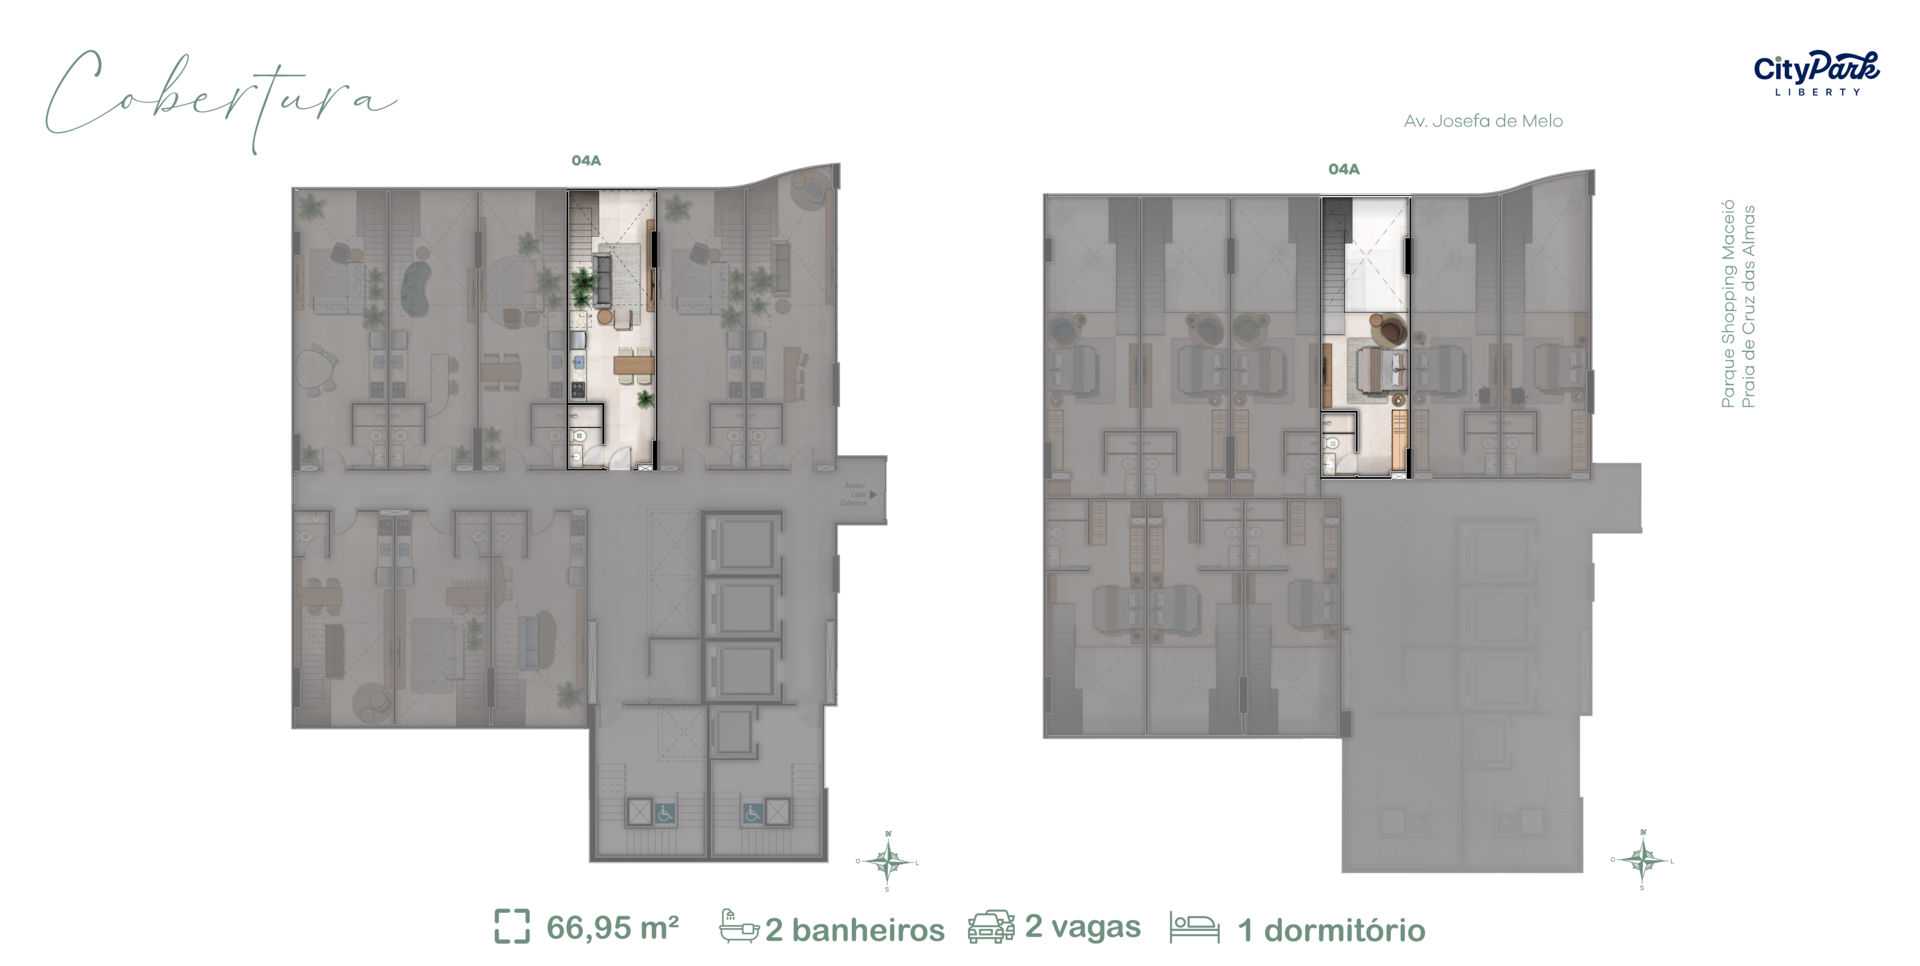 Cobertura
CityPark
LIBERTY
Av. Josefa de Melo
04A
04A
Parque Shopping Maceió
Praia de Cruz das Almas
Acesso
Lazer
Cobertura
N
O
L
S
N
O
L
S
66,95 m²
2 banheiros
2 vagas
1 dormitório